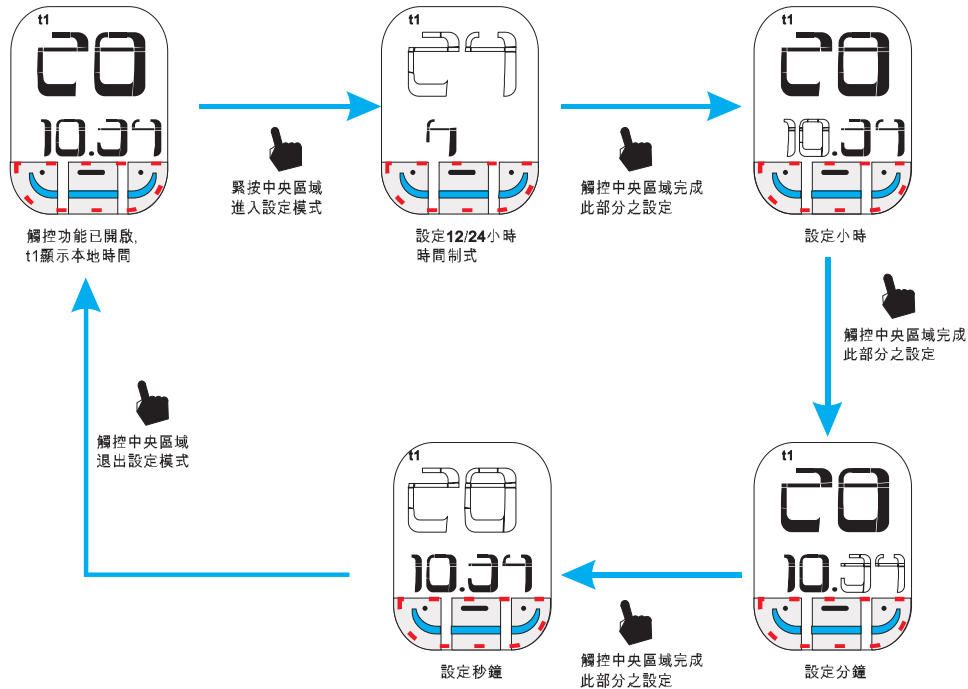 t1
20
10.34
觸控功能已開啟,
t1顯示本地時間
緊按中央區域
進入設定模式
t1
24
設定12/24小時
時間制式
觸控中央區域完成
此部分之設定
t1
20
10.34
設定小時
觸控中央區域完成
此部分之設定
t1
20
10.34
設定分鐘
觸控中央區域完成
此部分之設定
t1
20
10.34
設定秒鐘
觸控中央區域
退出設定模式